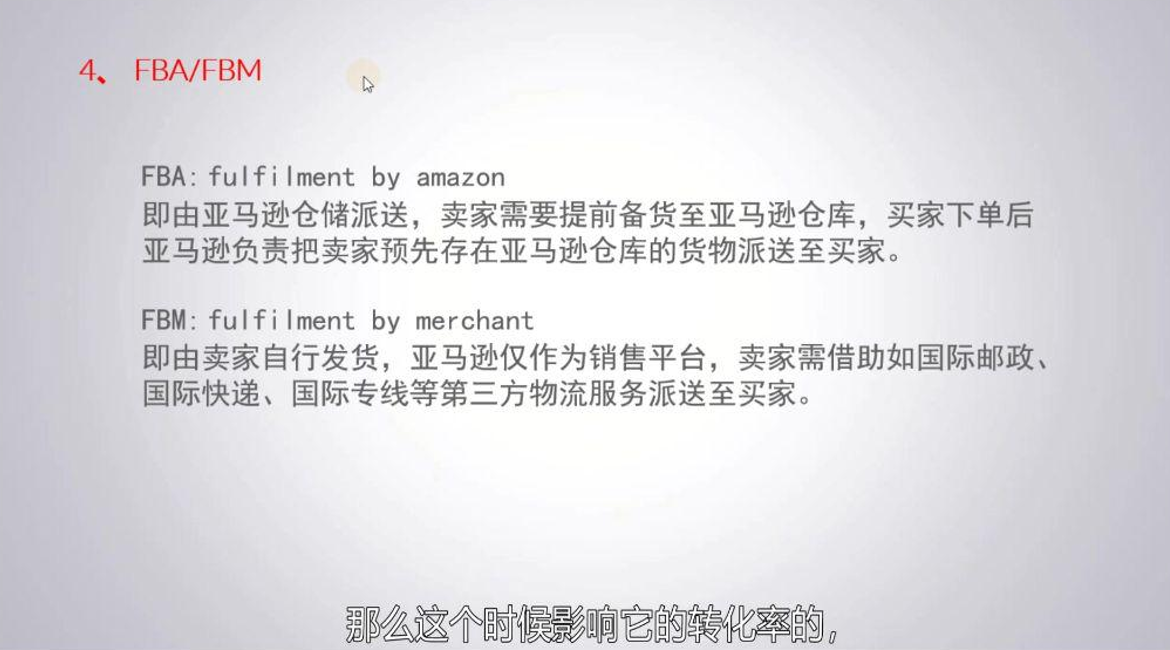 4、 FBA/FBM
FBA: fulfilment by amazon
即由亚马逊仓储派送，卖家需要提前备货至亚马逊仓库，买家下单后
亚马逊负责把卖家预先存在亚马逊仓库的货物派送至买家。
FBM: fulfilment by merchant
即由卖家自行发货，亚马逊仅作为销售平台，卖家需借助如国际邮政、
国际快递、国际专线等第三方物流服务派送至买家。
那么这个时候影响它的转化率的，